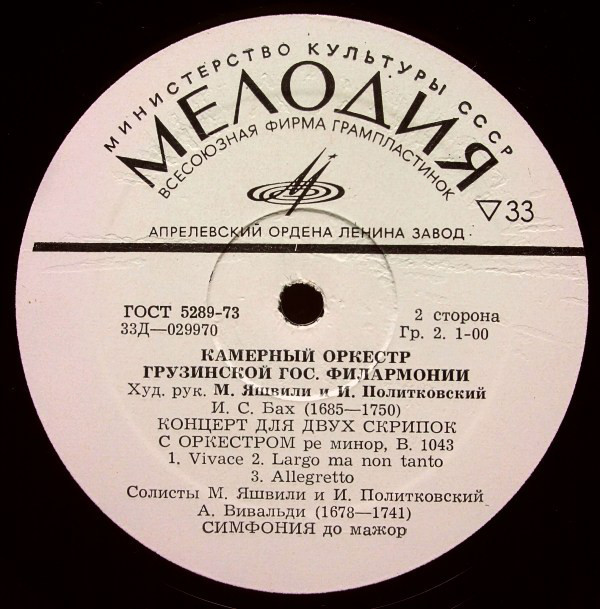 МИНИСТЕРСТВО КУЛЬТУРЫ СССР
МЕЛОДИЯ
ВСЕСОЮЗНАЯ ФИРМА ГРАМПЛАСТИНОК
▽33
АПРЕЛЕВСКИЙ ОРДЕНА ЛЕНИНА ЗАВОД
ГОСТ 5289-73
2 сторона
33Д—029970
Гр. 2. 1-00
КАМЕРНЫЙ ОРКЕСТР
ГРУЗИНСКОЙ ГОС. ФИЛАРМОНИИ
Худ. рук. М. Яшвили и И. Политковский
И. С. Бах (1685—1750)
КОНЦЕРТ ДЛЯ ДВУХ СКРИПОК
С ОРКЕСТРОМ ре минор, В. 1043
1. Vivace 2. Largo ma non tanto
3. Allegretto
Солисты М. Яшвили и И. Политковский
А. Вивальди (1678—1741)
СИМФОНИЯ до мажор